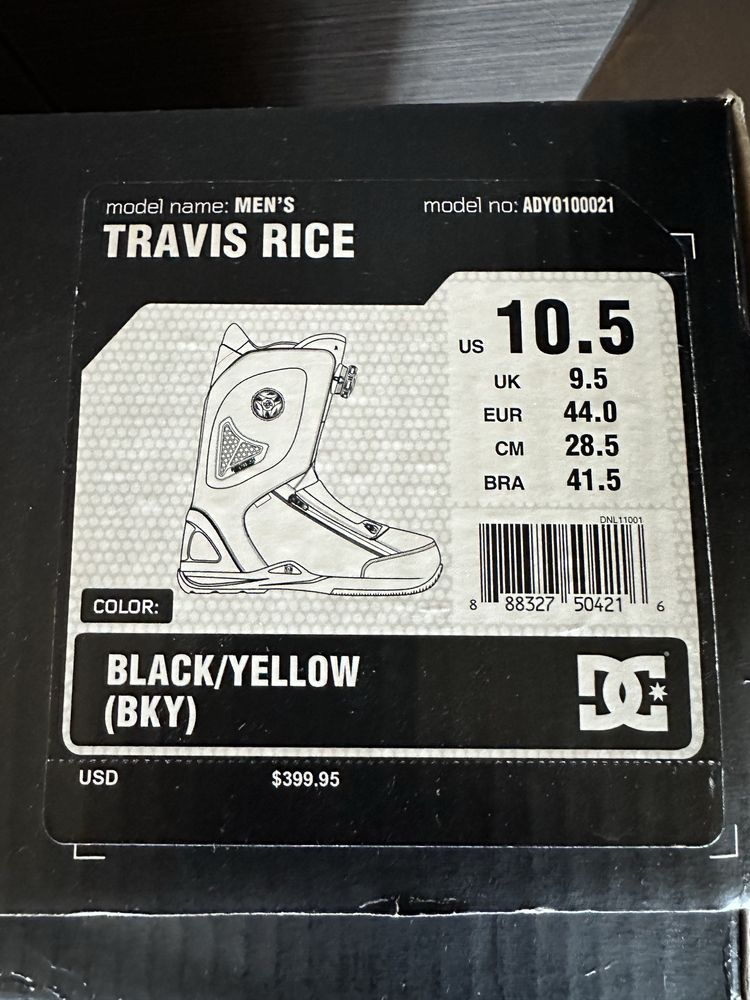 model name: MEN'S
model no: ADYO100021
TRAVIS RICE
US 10.5
UK 9.5
EUR 44.0
CM 28.5
BRA 41.5
DNL11001
8 88327 50421 6
COLOR:
BLACK/YELLOW
(BKY)
DC
USD $399.95